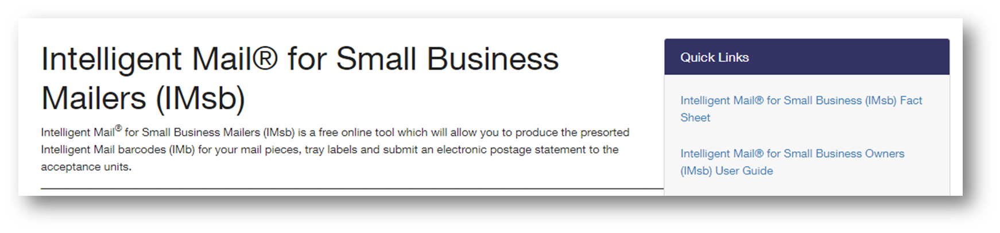 Intelligent Mail® for Small Business
Mailers (IMsb)
Intelligent Mail® for Small Business Mailers (IMsb) is a free online tool which will allow you to produce the presorted
Intelligent Mail barcodes (IMb) for your mail pieces, tray labels and submit an electronic postage statement to the
acceptance units.
Quick Links
Intelligent Mail® for Small Business (IMsb) Fact
Sheet
Intelligent Mail® for Small Business Owners
(IMsb) User Guide